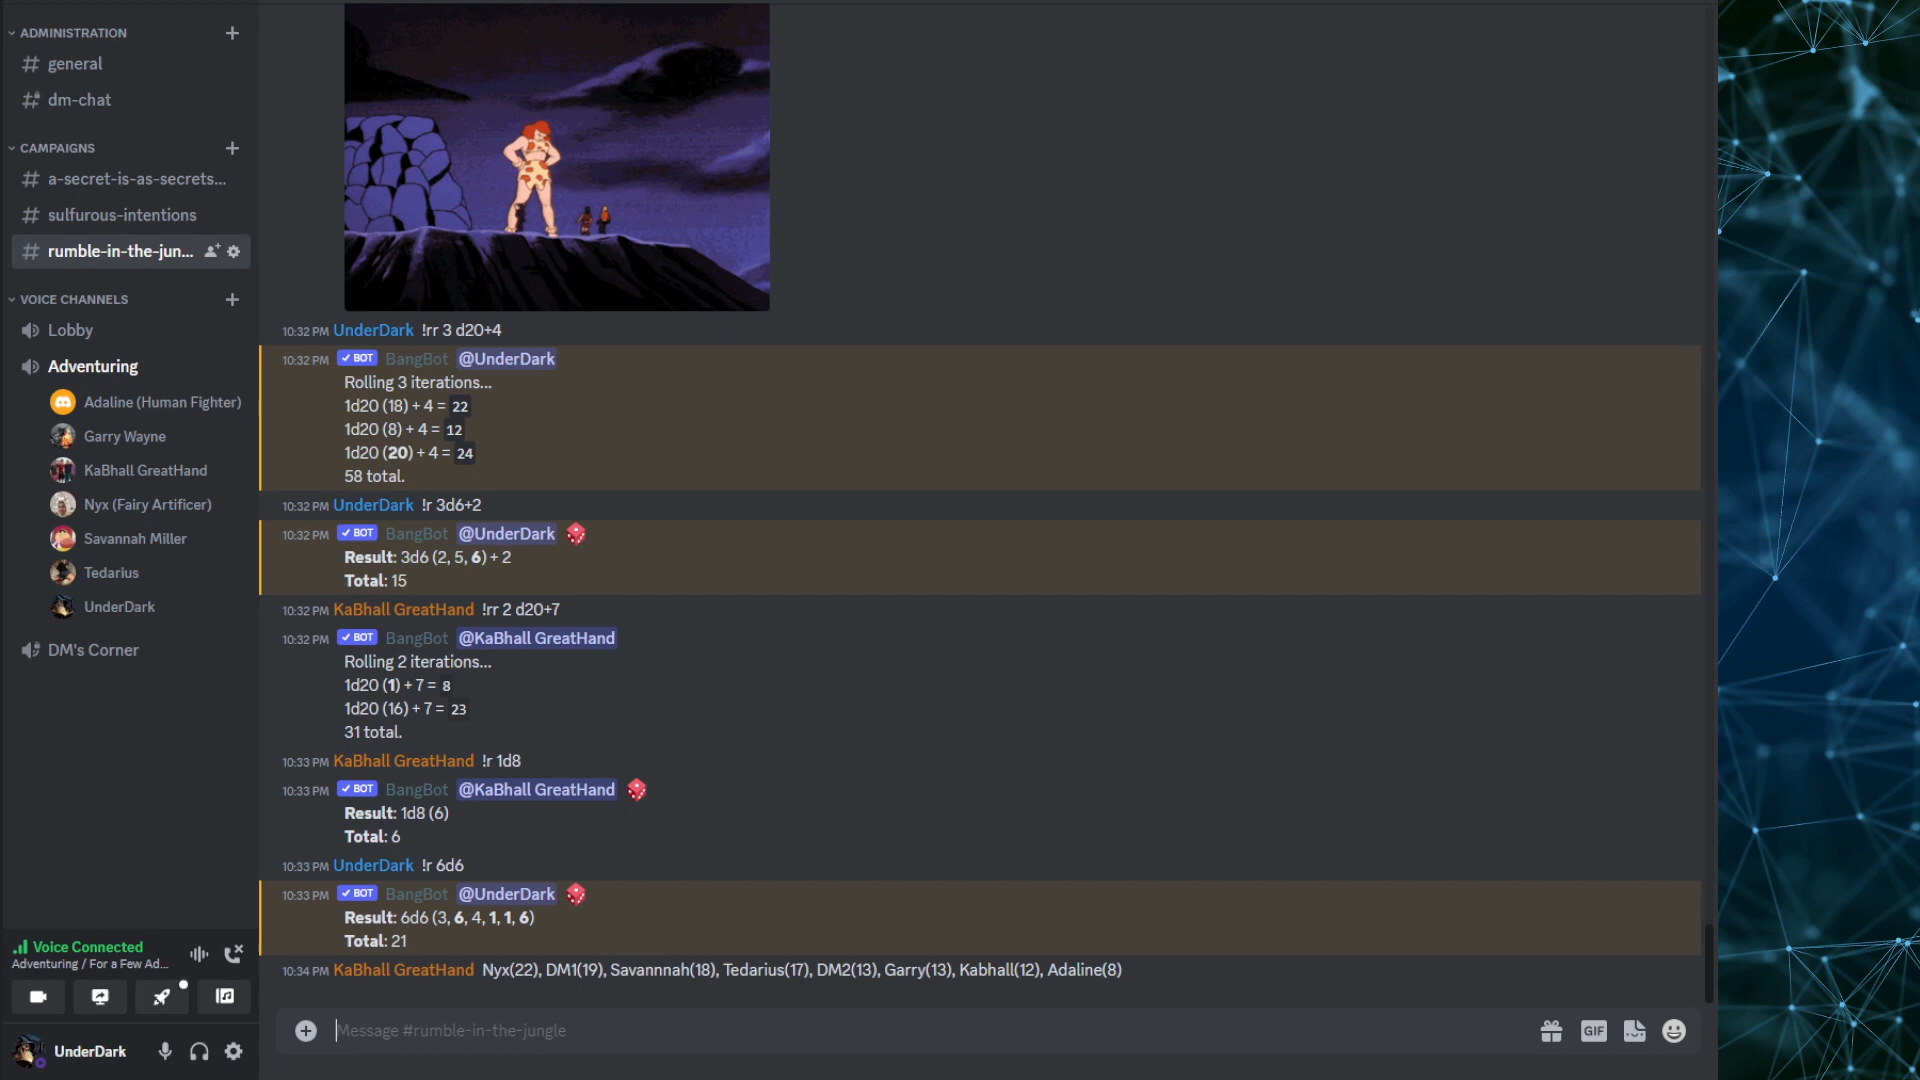 ADMINISTRATION
general
dm-chat
CAMPAIGNS
a-secret-is-as-secrets...
sulfurous-intentions
rumble-in-the-jun...
VOICE CHANNELS
Lobby
Adventuring
Adaline (Human Fighter)
Garry Wayne
KaBhall GreatHand
Nyx (Fairy Artificer)
Savannah Miller
Tedarius
UnderDark
DM's Corner
Voice Connected
Adventuring / For a Few Ad...
UnderDark
10:32 PM UnderDark !rr 3 d20+4
10:32 PM ✓ BOT BangBot @UnderDark
Rolling 3 iterations...
1d20 (18) + 4 = 22
1d20 (8) + 4 = 12
1d20 (20) + 4 = 24
58 total.
10:32 PM UnderDark !r 3d6+2
10:32 PM ✓ BOT BangBot @UnderDark
Result: 3d6 (2, 5, 6) + 2
Total: 15
10:32 PM KaBhall GreatHand !rr 2 d20+7
10:32 PM ✓ BOT BangBot @KaBhall GreatHand
Rolling 2 iterations...
1d20 (1) + 7 = 8
1d20 (16) + 7 = 23
31 total.
10:33 PM KaBhall GreatHand !r 1d8
10:33 PM ✓ BOT BangBot @KaBhall GreatHand
Result: 1d8 (6)
Total: 6
10:33 PM UnderDark !r 6d6
10:33 PM ✓ BOT BangBot @UnderDark
Result: 6d6 (3, 6, 4, 1, 1, 6)
Total: 21
10:34 PM KaBhall GreatHand Nyx(22), DM1(19), Savannnah(18), Tedarius(17), DM2(13), Garry(13), Kabhall(12), Adaline(8)
Message #rumble-in-the-jungle
GIF